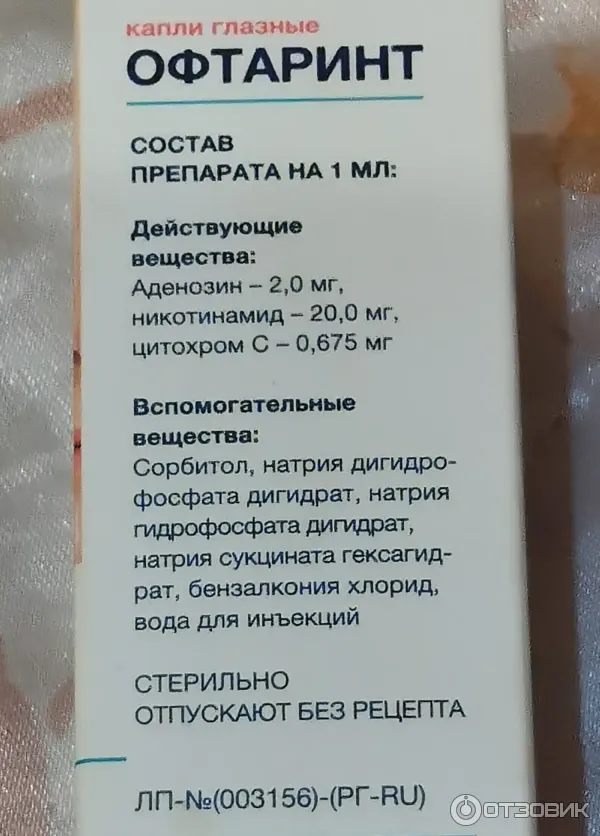 капли глазные
ОФТАРИНТ
СОСТАВ
ПРЕПАРАТА НА 1 МЛ:
Действующие
вещества:
Аденозин – 2,0 мг,
никотинамид – 20,0 мг,
цитохром С – 0,675 мг
Вспомогательные
вещества:
Сорбитол, натрия дигидро-
фосфата дигидрат, натрия
гидрофосфата дигидрат,
натрия сукцината гексагид-
рат, бензалкония хлорид,
вода для инъекций
СТЕРИЛЬНО
ОТПУСКАЮТ БЕЗ РЕЦЕПТА
ЛП-№(003156)-(РГ-RU)
ОТЗОВИК